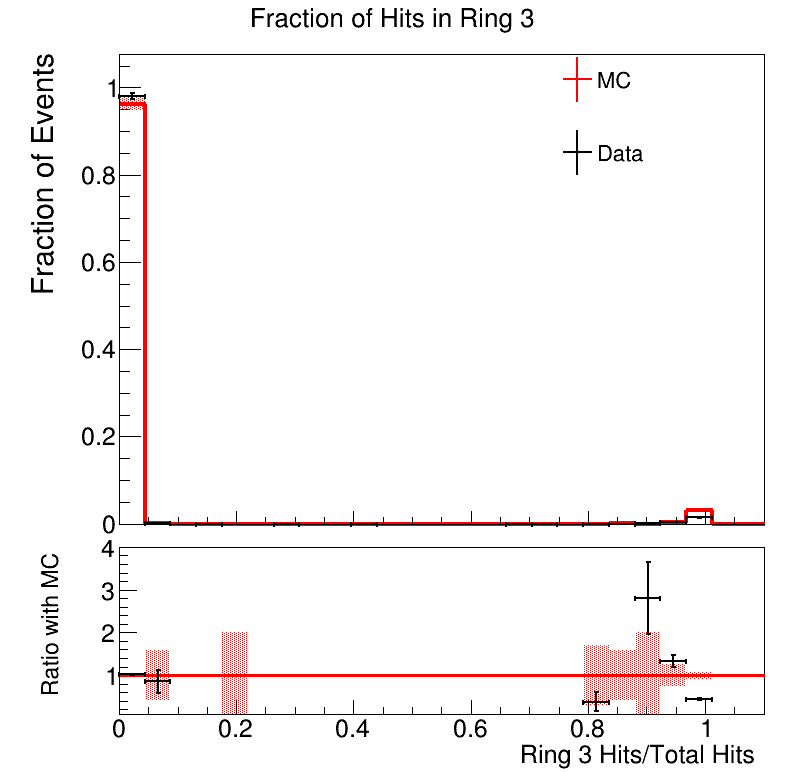 Fraction of Hits in Ring 3
Fraction of Events
1
0.8
0.6
0.4
0.2
0
MC
Data
Ratio with MC
4
3
2
1
0 0.2 0.4 0.6 0.8 1
Ring 3 Hits/Total Hits